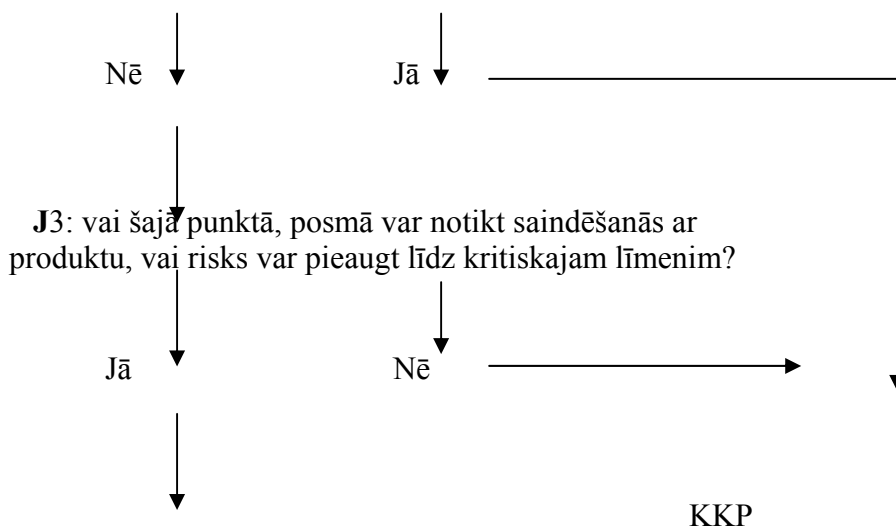 Nē Jā
J3: vai šajā punktā, posmā var notikt saindēšanās ar
produktu, vai risks var pieaugt līdz kritiskajam līmenim?
Jā Nē
KKP